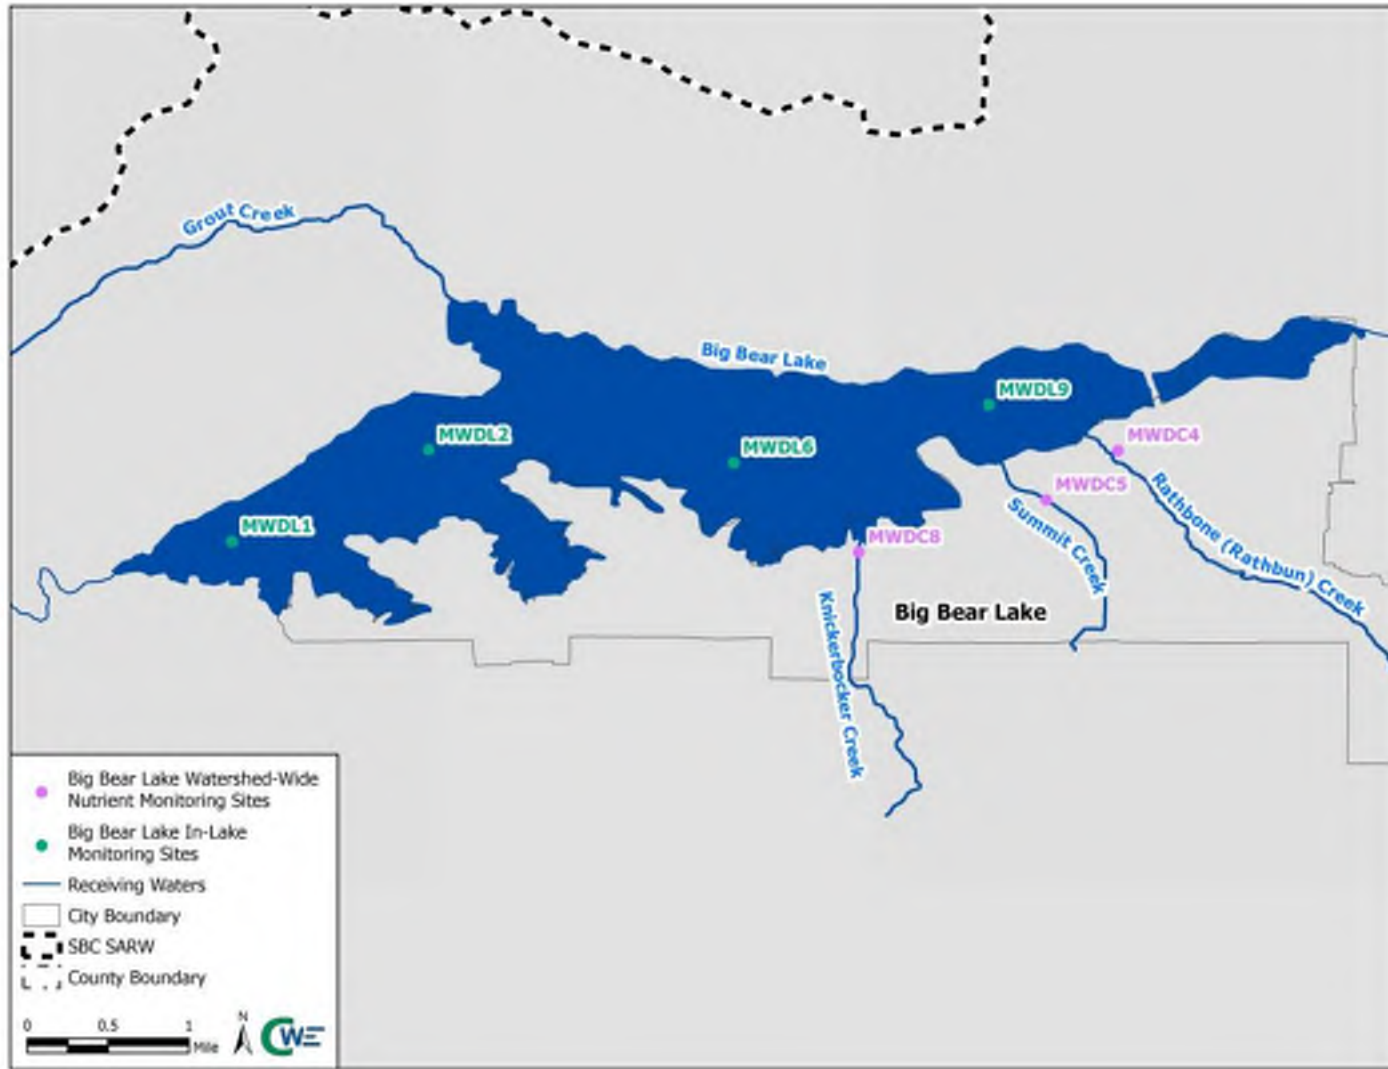 Grout Creek
Big Bear Lake
MWDL9
MWDL2
MWDC4
MWDL6
MWDC5
MWDL1
MWDC8
Summit Creek
Rathbone (Rathbun) Creek
Knickerbocker Creek
Big Bear Lake
Big Bear Lake Watershed-Wide
Nutrient Monitoring Sites
Big Bear Lake In-Lake
Monitoring Sites
Receiving Waters
City Boundary
SBC SARW
County Boundary
0 0.5 1
Mile
N
CWE